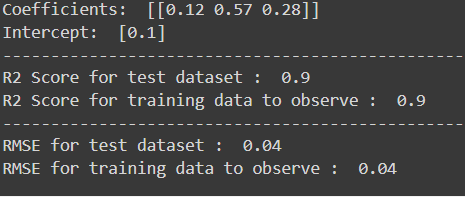 Coefficients:  [[0.12 0.57 0.28]]
Intercept:  [0.1]
------------------------------------------------
R2 Score for test dataset :  0.9
R2 Score for training data to observe :  0.9
------------------------------------------------
RMSE for test dataset :  0.04
RMSE for training data to observe :  0.04